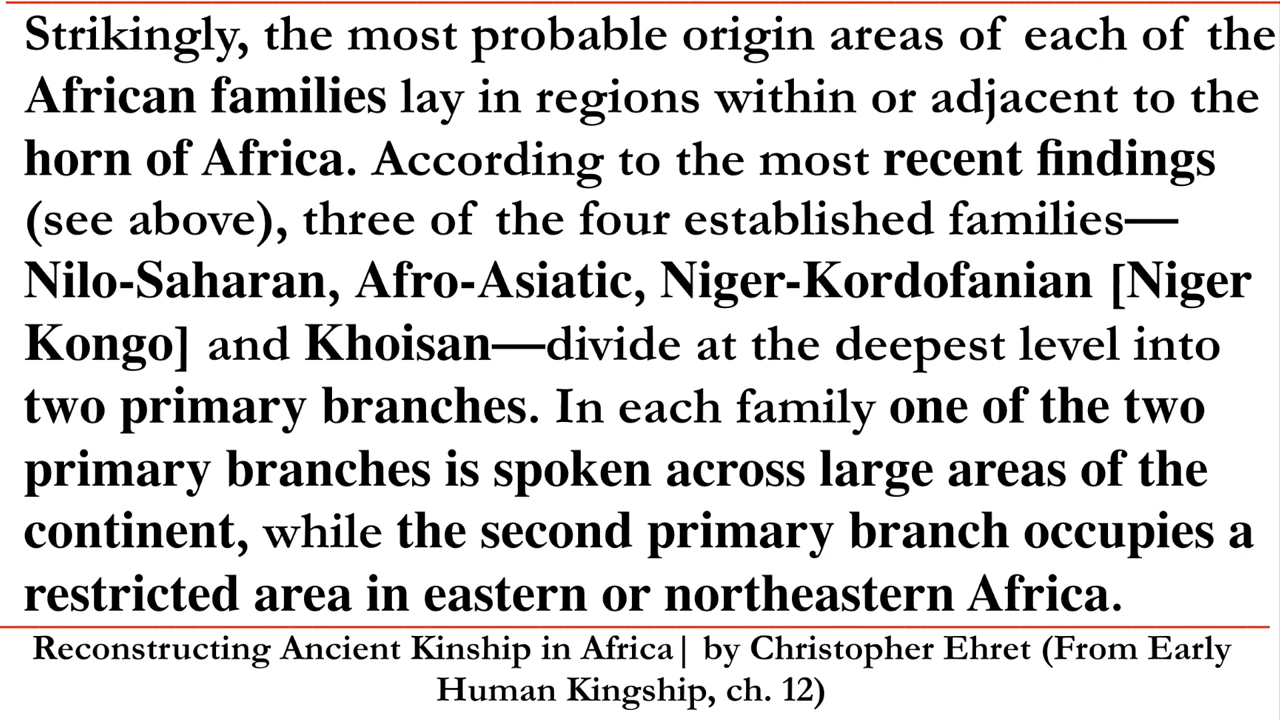 Strikingly, the most probable origin areas of each of the
African families lay in regions within or adjacent to the
horn of Africa. According to the most recent findings
(see above), three of the four established families—
Nilo-Saharan, Afro-Asiatic, Niger-Kordofanian [Niger
Kongo] and Khoisan—divide at the deepest level into
two primary branches. In each family one of the two
primary branches is spoken across large areas of the
continent, while the second primary branch occupies a
restricted area in eastern or northeastern Africa.
Reconstructing Ancient Kinship in Africa| by Christopher Ehret (From Early
Human Kingship, ch. 12)